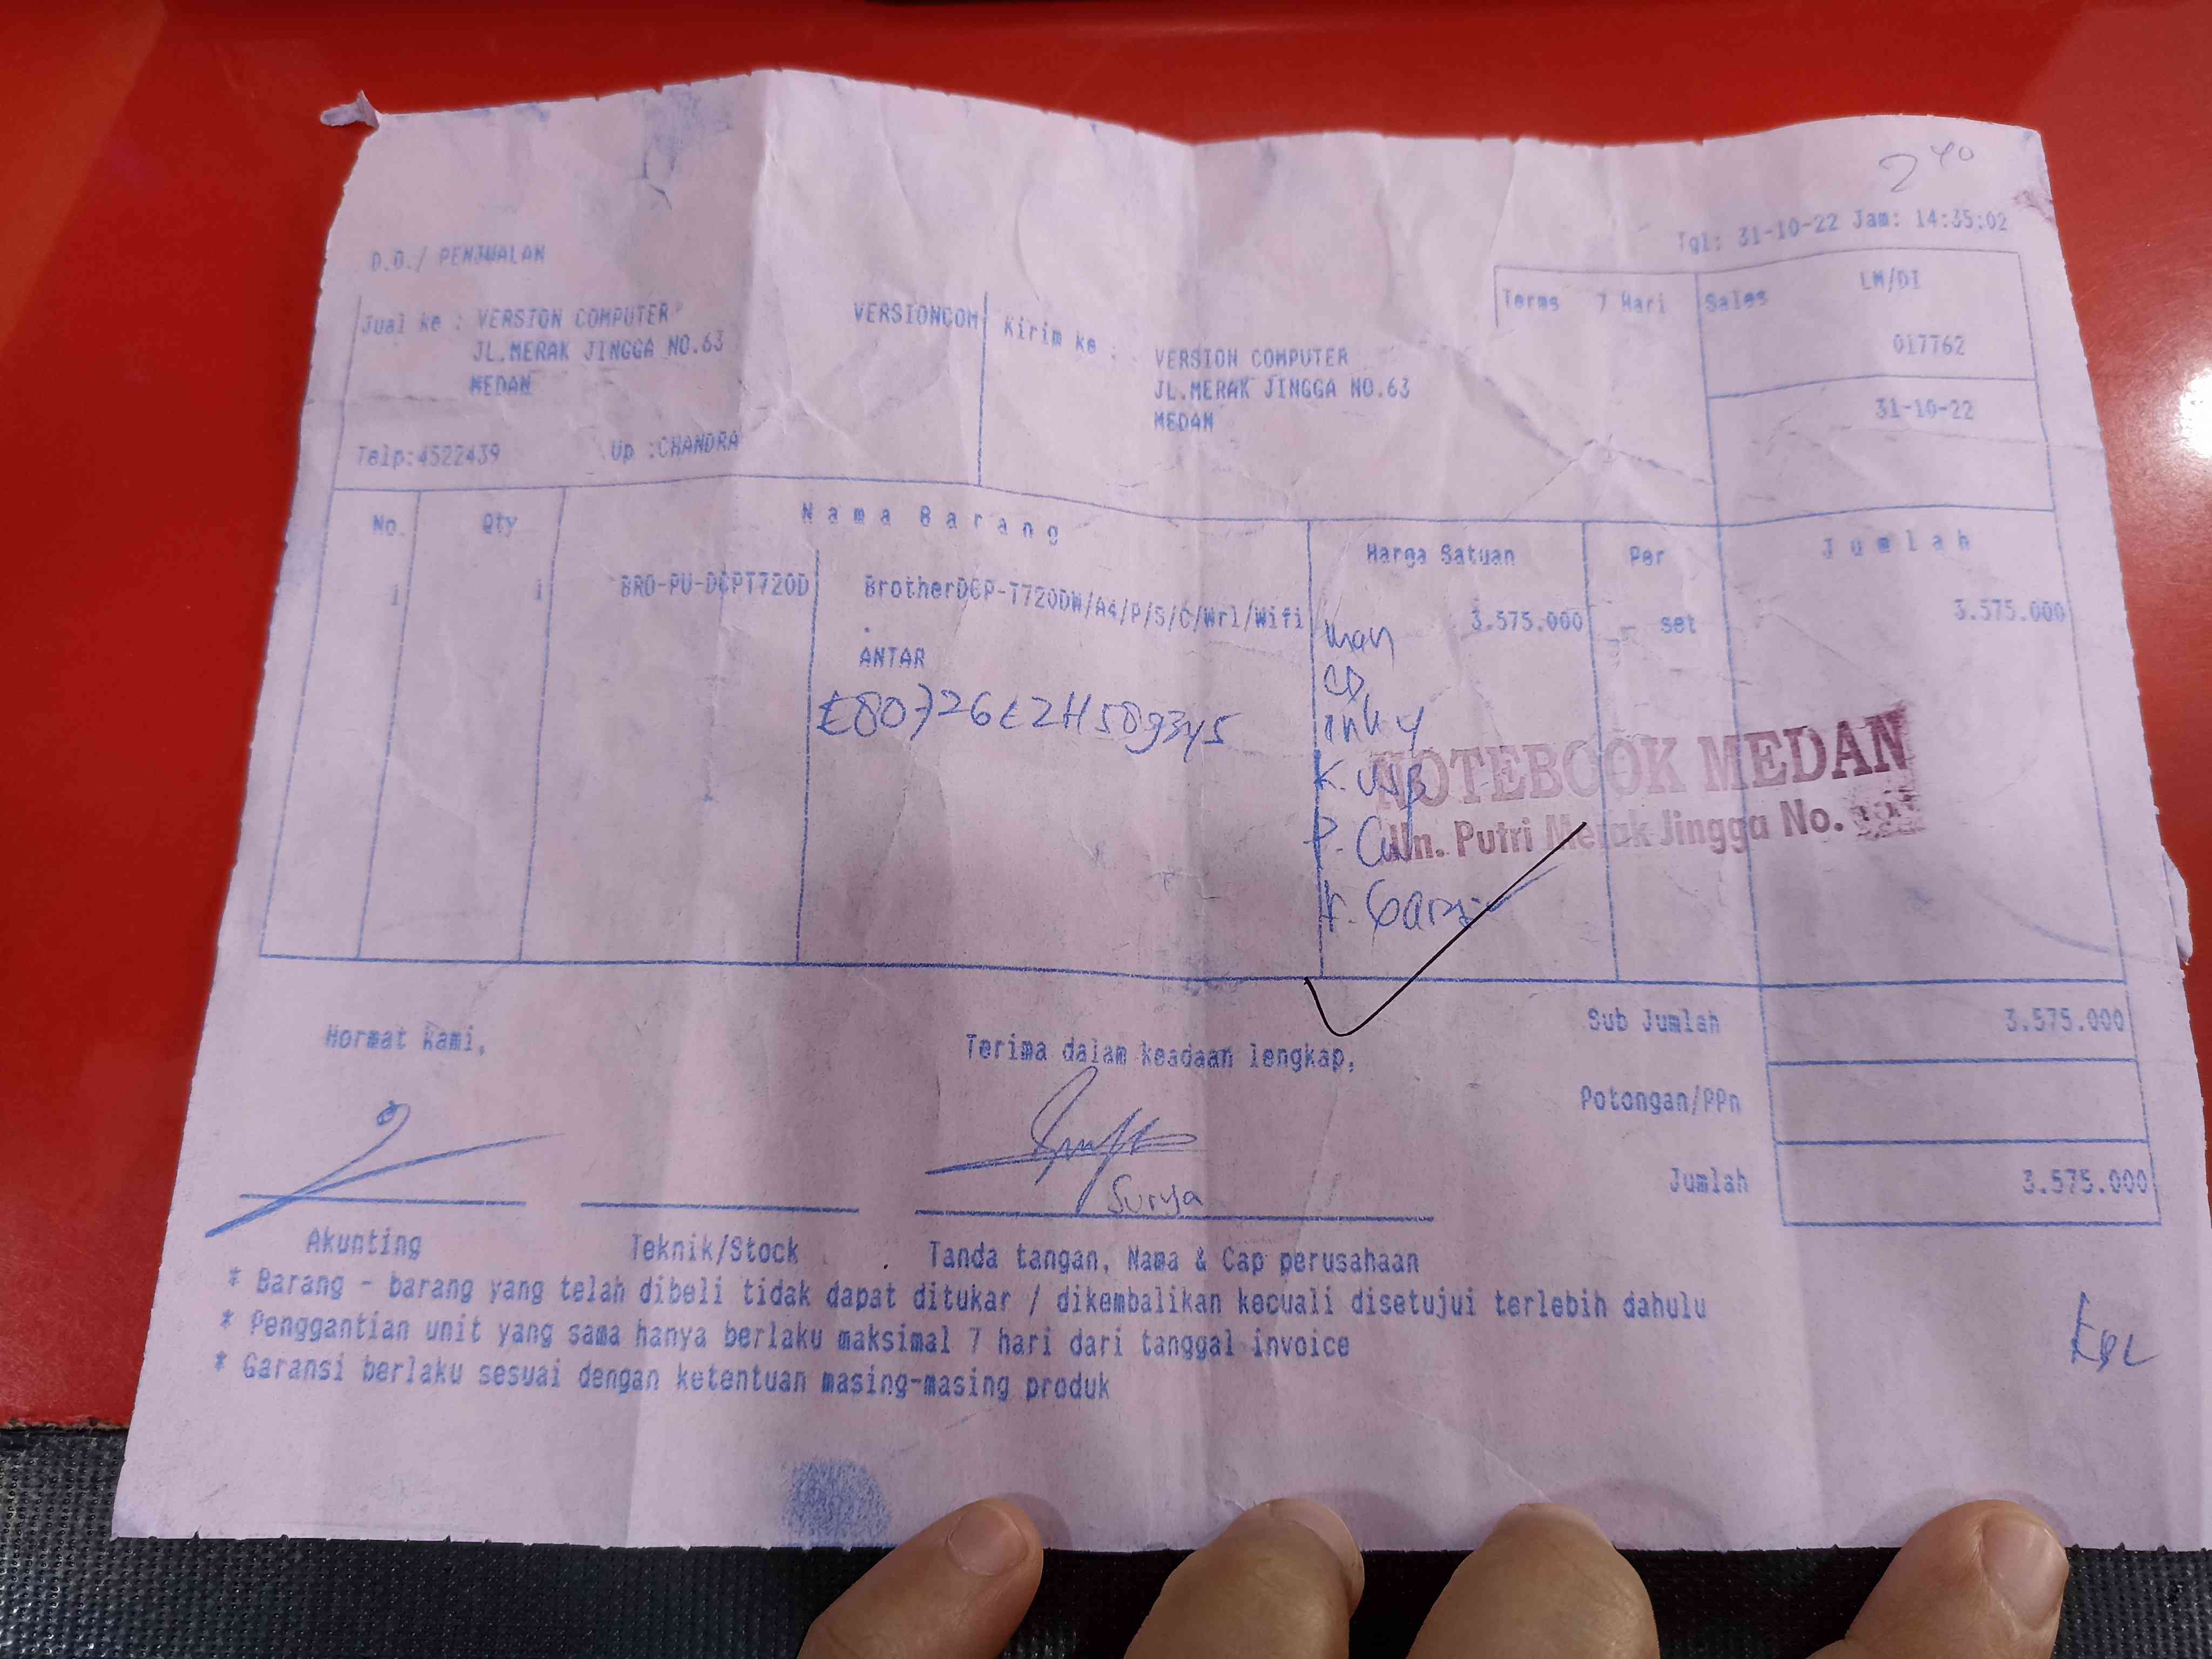 2 40
Tgl: 31-10-22 Jam: 14:35:02
D.O./ PENJUALAN
Jual ke : VERSION COMPUTER VERSIONCOM
JL.MERAK JINGGA NO.63
MEDAN
Telp:4522439 Up :CHANDRA
Kirim ke :
VERSION COMPUTER
JL.MERAK JINGGA NO.63
MEDAN
Terms 7 Hari
Sales LM/DI
017762
31-10-22
No. Qty Nama Barang Harga Satuan Per Jumlah
1 1 BRO-PU-DCPT720D BrotherDCP-T720DW/A4/P/S/C/Wrl/Wifi 3.575.000 set 3.575.000
.
ANTAR
E80726L2H589345
CD
ink 4
K. USB
NOTEBOOK MEDAN
Jln. Putri Merak Jingga No.
Hormat kami,
Terima dalam keadaan lengkap,
Sub Jumlah 3.575.000
Potongan/PPn
Jumlah 3.575.000
Surya
Akunting Teknik/Stock Tanda tangan, Nama & Cap perusahaan
* Barang - barang yang telah dibeli tidak dapat ditukar / dikembalikan kecuali disetujui terlebih dahulu
* Penggantian unit yang sama hanya berlaku maksimal 7 hari dari tanggal invoice
* Garansi berlaku sesuai dengan ketentuan masing-masing produk